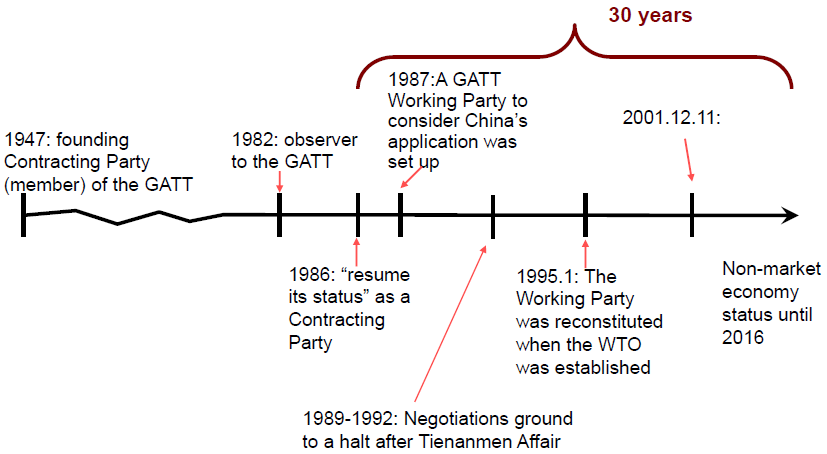 30 years
1987:A GATT
Working Party to
consider China's
application was
set up
2001.12.11:
1947: founding
Contracting Party
(member) of the GATT
1982: observer
to the GATT
1986: “resume
its status” as a
Contracting
Party
1995.1: The
Working Party
was reconstituted
when the WTO
was established
Non-market
economy
status until
2016
1989-1992: Negotiations ground
to a halt after Tienanmen Affair